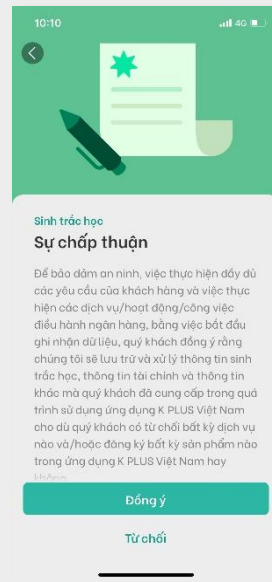 10:10
4G
Sinh trắc học
Sự chấp thuận
Để bảo đảm an ninh, việc thực hiện đầy đủ
các yêu cầu của khách hàng và việc thực
hiện các dịch vụ/hoạt động/công việc
điều hành ngân hàng, bằng việc bắt đầu
ghi nhận dữ liệu, quý khách đồng ý rằng
chúng tôi sẽ lưu trữ và xử lý thông tin sinh
trắc học, thông tin tài chính và thông tin
khác mà quý khách đã cung cấp trong quá
trình sử dụng ứng dụng K PLUS Việt Nam
cho dù quý khách có từ chối bất kỳ dịch vụ
nào và/hoặc đăng ký bất kỳ sản phẩm nào
trong ứng dụng K PLUS Việt Nam hay
không
Đồng ý
Từ chối